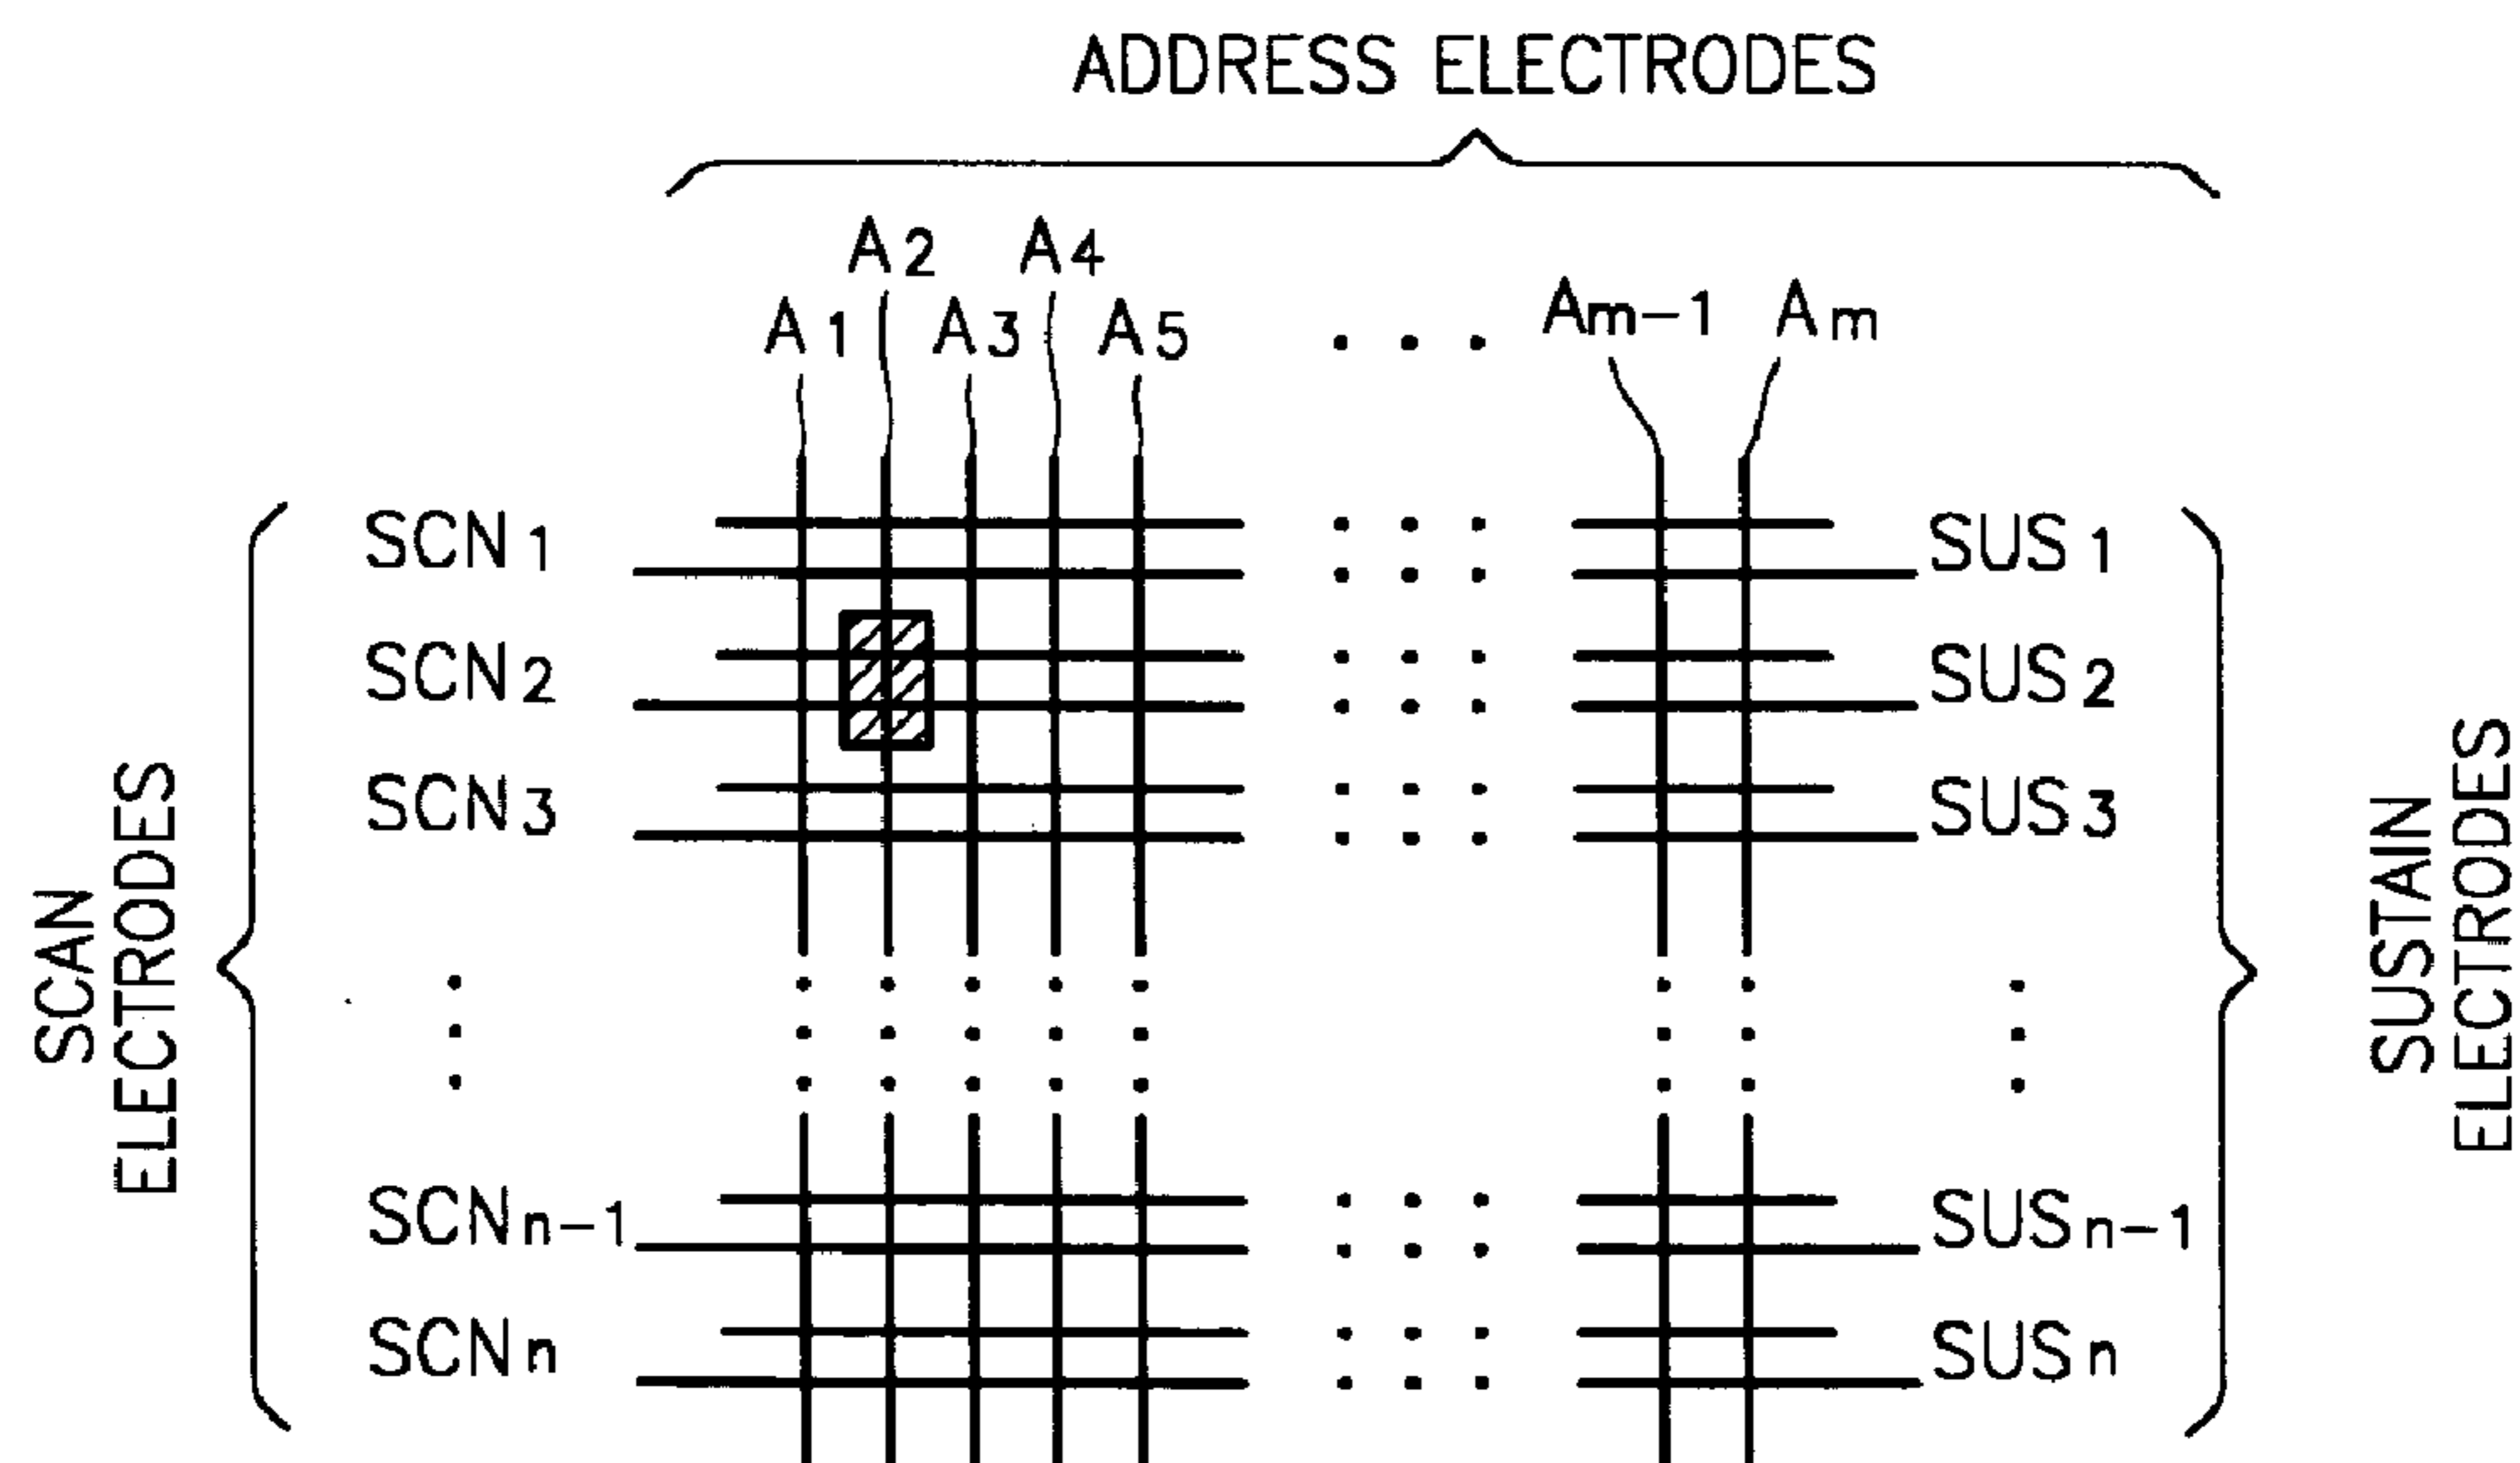 ADDRESS ELECTRODES
A2 A4
A1 A3 A5 . . . Am-1 Am
SCN1 SUS1
SCN2 SUS2
SCN3 SUS3
SCAN
ELECTRODES
SUSTAIN
ELECTRODES
SCNn-1 SUSn-1
SCNn SUSn